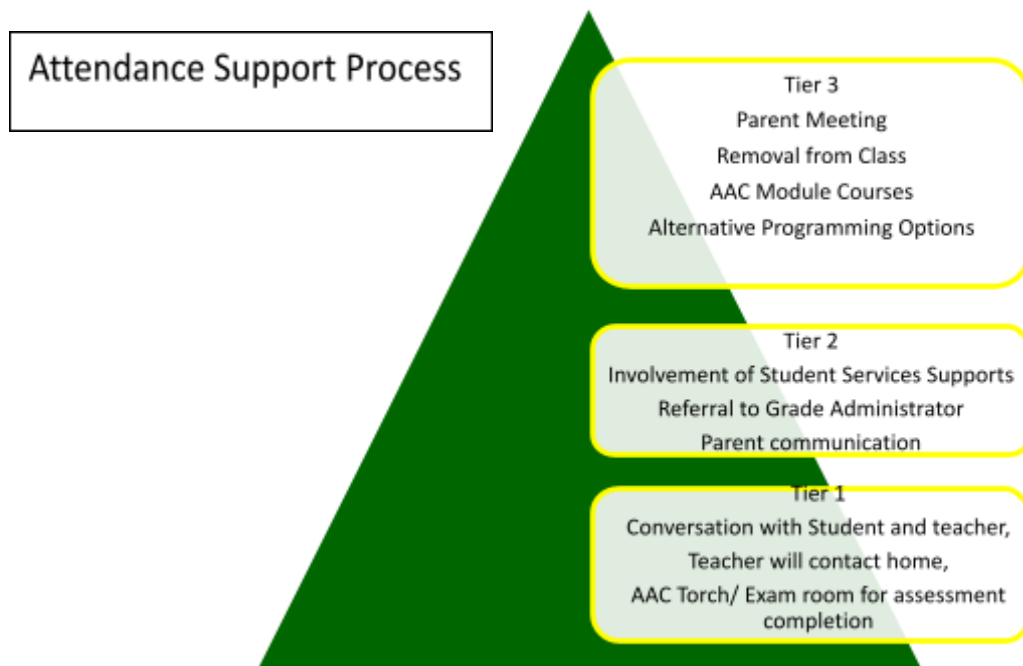 Attendance Support Process
Tier 3
Parent Meeting
Removal from Class
AAC Module Courses
Alternative Programming Options
Tier 2
Involvement of Student Services Supports
Referral to Grade Administrator
Parent communication
Tier 1
Conversation with Student and teacher,
Teacher will contact home,
AAC Torch/ Exam room for assessment
completion